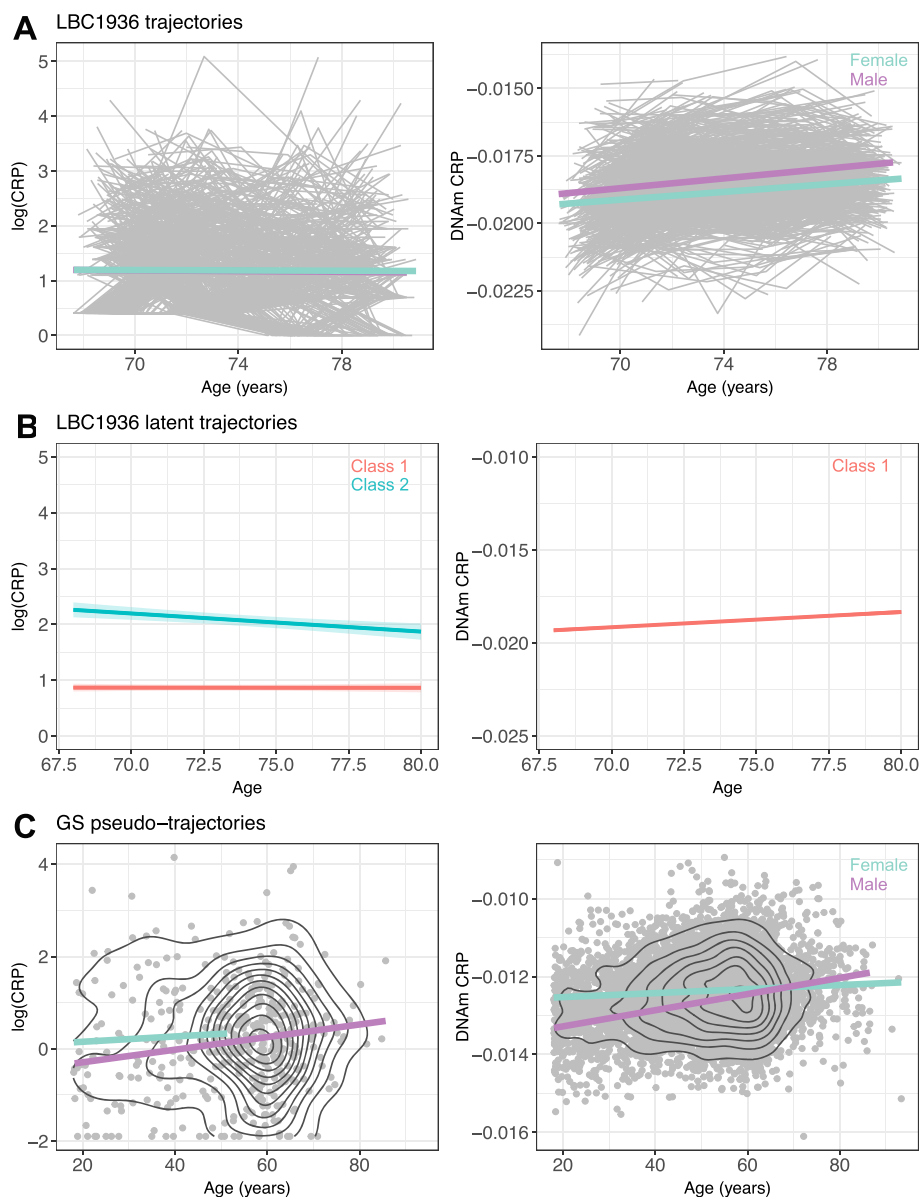 A LBC1936 trajectories
5
4
3
2
1
0
log(CRP)
70 74 78
Age (years)
−0.0150
−0.0175
−0.0200
−0.0225
DNAm CRP
Female
Male
70 74 78
Age (years)
B LBC1936 latent trajectories
5
4
3
2
1
0
log(CRP)
Class 1
Class 2
67.5 70.0 72.5 75.0 77.5 80.0
Age
−0.010
−0.015
−0.020
−0.025
DNAm CRP
Class 1
67.5 70.0 72.5 75.0 77.5 80.0
Age
C GS pseudo−trajectories
4
2
0
−2
log(CRP)
20 40 60 80
Age (years)
−0.010
−0.012
−0.014
−0.016
DNAm CRP
Female
Male
20 40 60 80
Age (years)